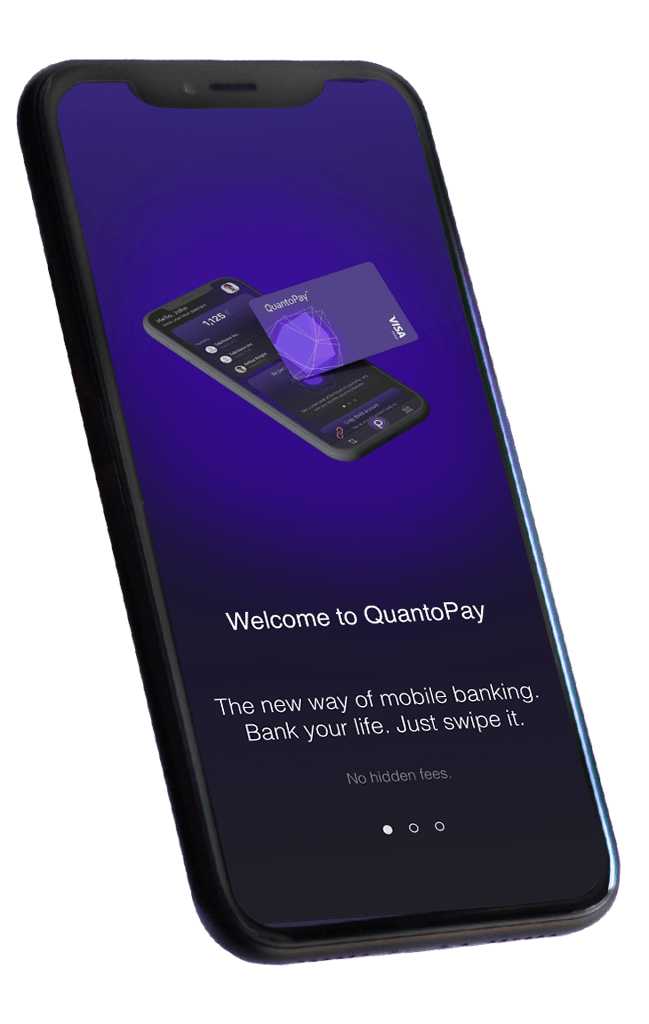 Hello, John
1,125
QuantoPay
VISA
Welcome to QuantoPay
The new way of mobile banking.
Bank your life. Just swipe it.
No hidden fees.